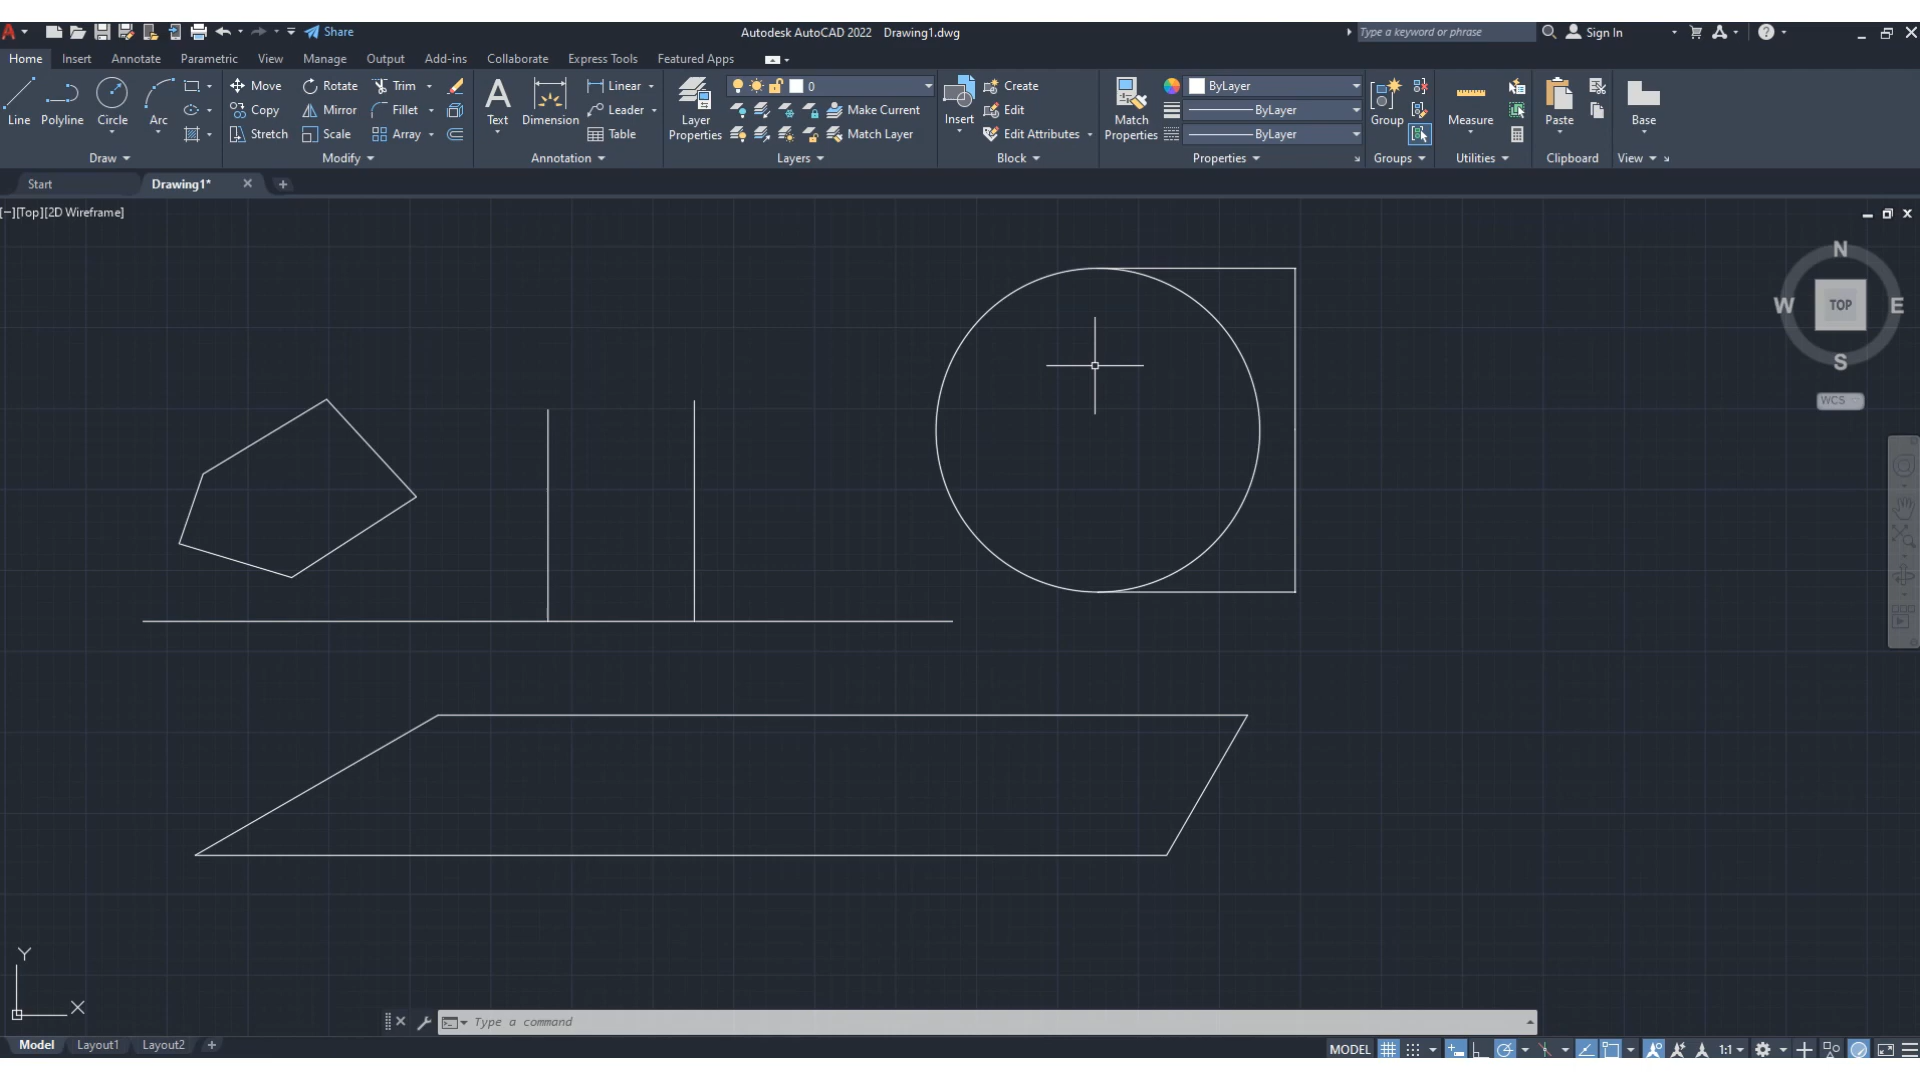 Share
Autodesk AutoCAD 2022 Drawing1.dwg
Type a keyword or phrase
Sign In
Home Insert Annotate Parametric View Manage Output Add-ins Collaborate Express Tools Featured Apps
Line Polyline Circle Arc
Move Rotate Trim
Copy Mirror Fillet
Stretch Scale Array
Text Dimension
Linear
Leader
Table
Layer Properties
0
Make Current
Match Layer
Insert
Create
Edit
Edit Attributes
Match Properties
ByLayer
ByLayer
ByLayer
Group
Measure
Paste
Base
Draw Modify Annotation Layers Block Properties Groups Utilities Clipboard View
Start Drawing1*
[−][Top][2D Wireframe]
N
W TOP E
S
WCS
Y
X
Type a command
Model Layout1 Layout2
MODEL 1:1